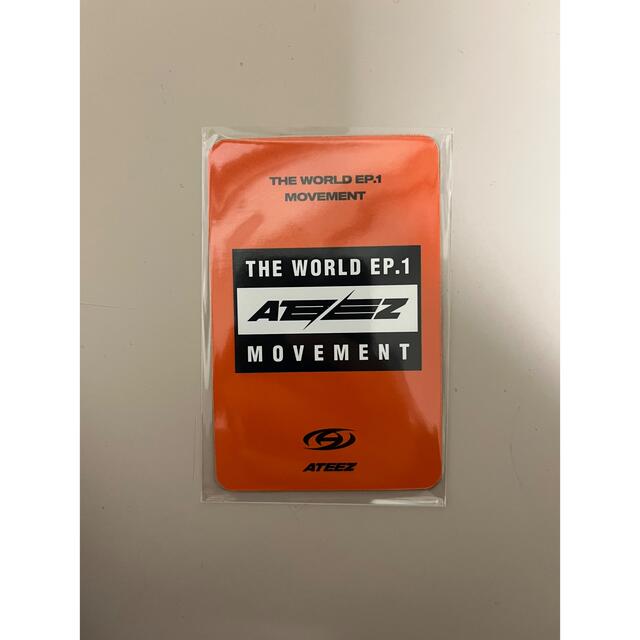 THE WORLD EP.1
MOVEMENT
THE WORLD EP.1
ATEEZ
MOVEMENT
ATEEZ